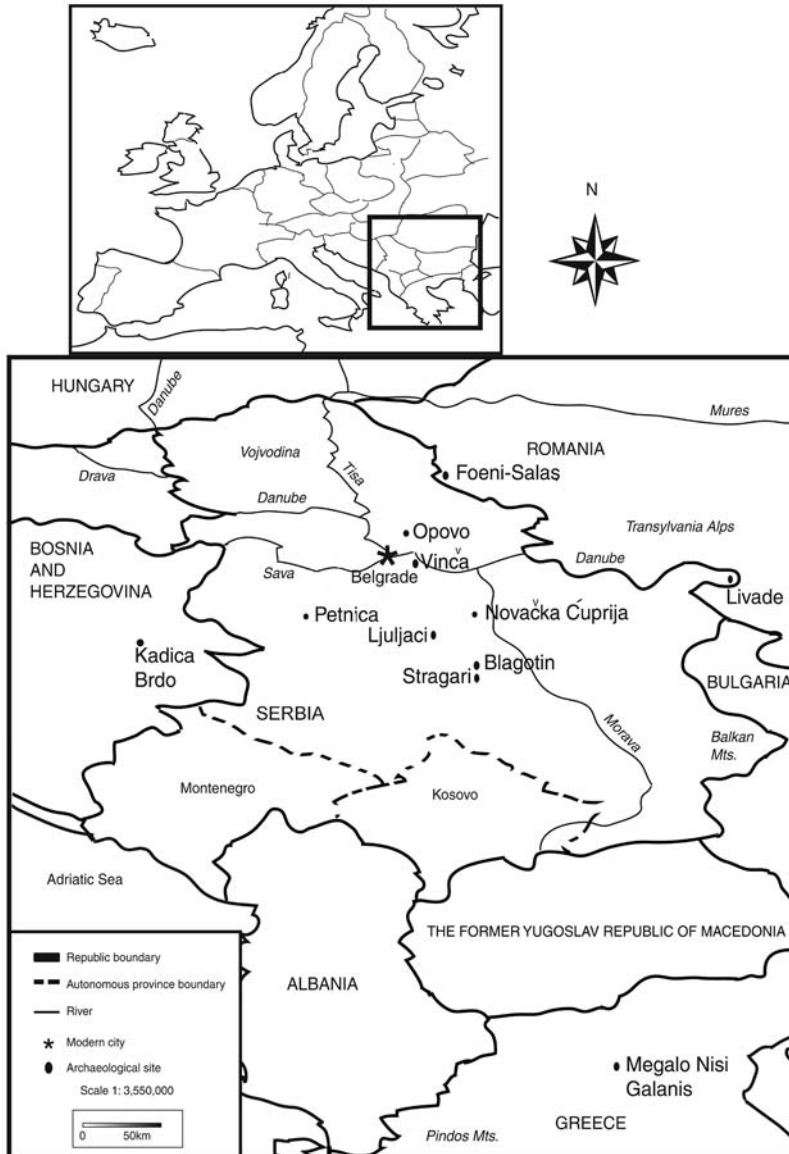 N
HUNGARY
Danube
Mures
Drava
Vojvodina
Tisa
ROMANIA
Foeni-Salaş
Danube
Opovo
Transylvania Alps
BOSNIA
AND
HERZEGOVINA
Sava
Belgrade
Vinča
Danube
Livade
Petnica
Novačka Ćuprija
Ljuljaci
Kadica
Brdo
Blagotin
Stragari
BULGARIA
SERBIA
Morava
Balkan
Mts.
Montenegro
Kosovo
Adriatic Sea
THE FORMER YUGOSLAV REPUBLIC OF MACEDONIA
ALBANIA
Republic boundary
Autonomous province boundary
River
Modern city
Archaeological site
Scale 1: 3,550,000
0 50km
Megalo Nisi
Galanis
GREECE
Pindos Mts.